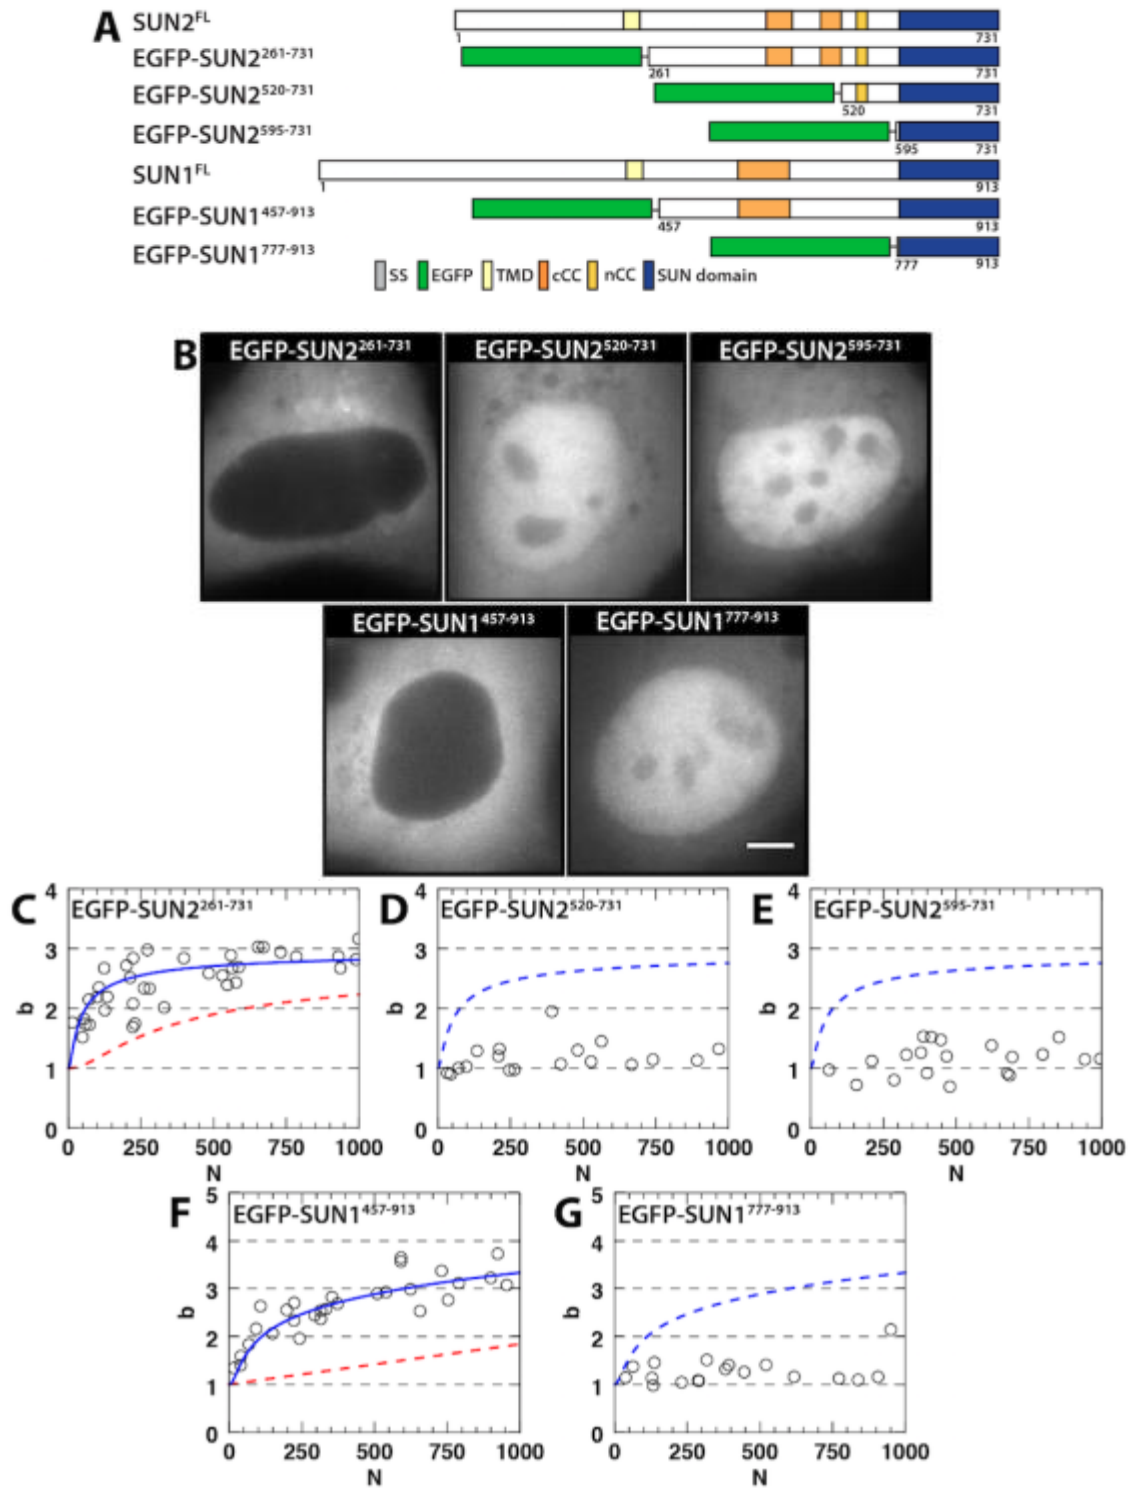 A
SUN2FL
1 731
EGFP-SUN2261-731
261 731
EGFP-SUN2520-731
520 731
EGFP-SUN2595-731
595 731
SUN1FL
1 913
EGFP-SUN1457-913
457 913
EGFP-SUN1777-913
777 913
SS EGFP TMD cCC nCC SUN domain
B
EGFP-SUN2261-731 EGFP-SUN2520-731 EGFP-SUN2595-731
EGFP-SUN1457-913 EGFP-SUN1777-913
C
EGFP-SUN2261-731
4
3
2
1
0
b
0 250 500 750 1000
N
D
EGFP-SUN2520-731
4
3
2
1
0
b
0 250 500 750 1000
N
E
EGFP-SUN2595-731
4
3
2
1
0
b
0 250 500 750 1000
N
F
EGFP-SUN1457-913
5
4
3
2
1
0
b
0 250 500 750 1000
N
G
EGFP-SUN1777-913
5
4
3
2
1
0
b
0 250 500 750 1000
N